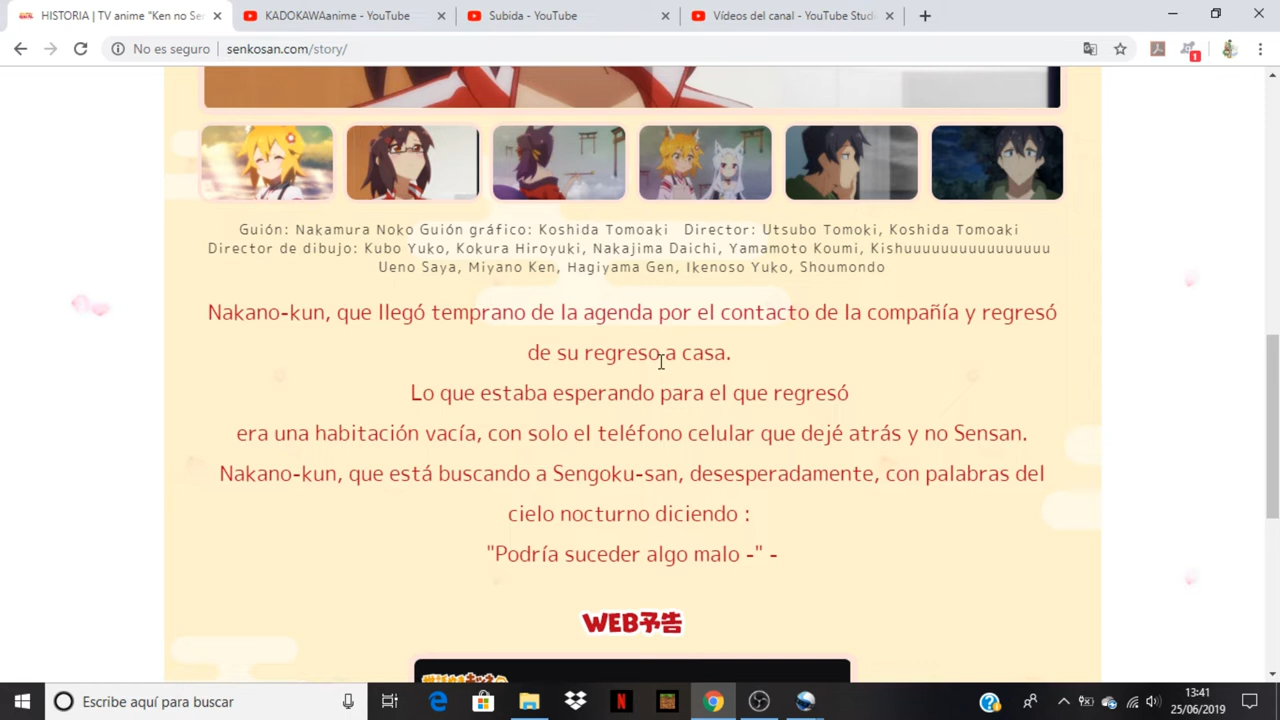 HISTORIA | TV anime "Ken no Sen
KADOKAWAanime - YouTube
Subida - YouTube
Vídeos del canal - YouTube Studi
No es seguro
senkosan.com/story/
1
Guión: Nakamura Noko Guión gráfico: Koshida Tomoaki Director: Utsubo Tomoki, Koshida Tomoaki
Director de dibujo: Kubo Yuko, Kokura Hiroyuki, Nakajima Daichi, Yamamoto Koumi, Kishuuuuuuuuuuuuuuuuu
Ueno Saya, Miyano Ken, Hagiyama Gen, Ikenoso Yuko, Shoumondo
Nakano-kun, que llegó temprano de la agenda por el contacto de la compañía y regresó
de su regreso a casa.
Lo que estaba esperando para el que regresó
era una habitación vacía, con solo el teléfono celular que dejé atrás y no Sensan.
Nakano-kun, que está buscando a Sengoku-san, desesperadamente, con palabras del
cielo nocturno diciendo :
"Podría suceder algo malo -" -
WEB予告
Escribe aquí para buscar
13:41
25/06/2019